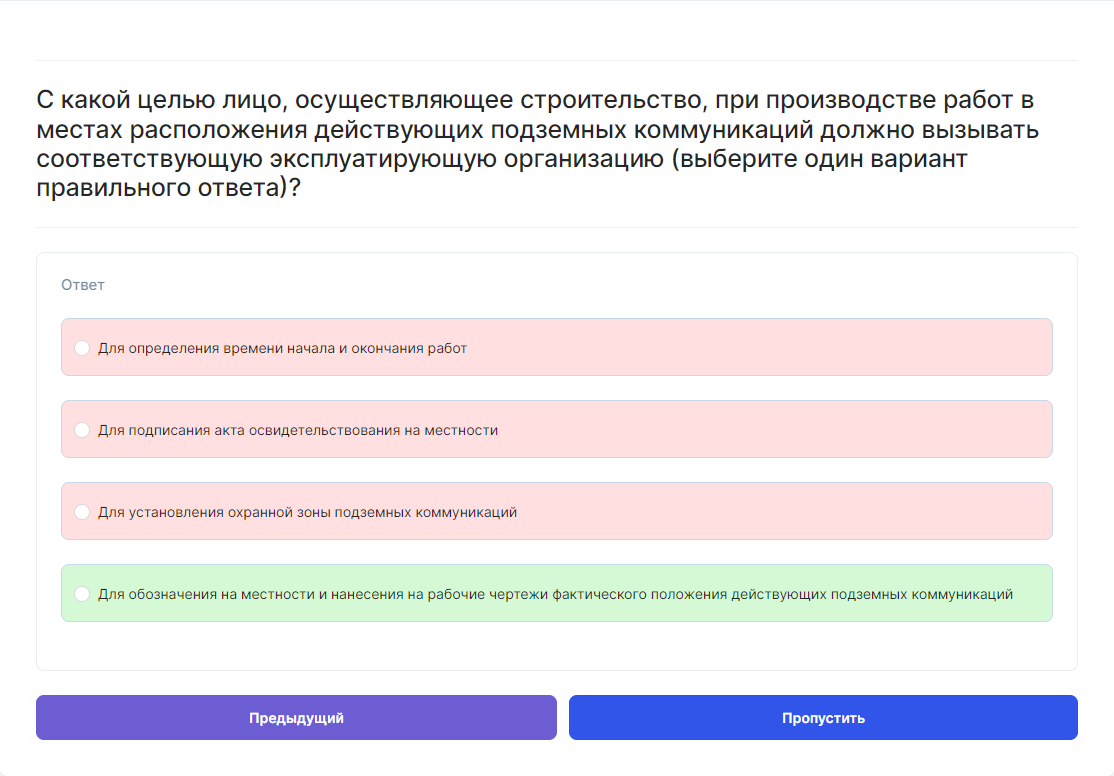 С какой целью лицо, осуществляющее строительство, при производстве работ в
местах расположения действующих подземных коммуникаций должно вызывать
соответствующую эксплуатирующую организацию (выберите один вариант
правильного ответа)?
Ответ
Для определения времени начала и окончания работ
Для подписания акта освидетельствования на местности
Для установления охранной зоны подземных коммуникаций
Для обозначения на местности и нанесения на рабочие чертежи фактического положения действующих подземных коммуникаций
Предыдущий
Пропустить